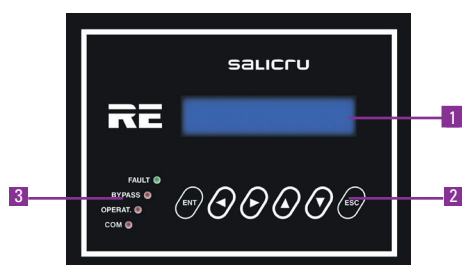 salicru
RE
1
FAULT
BYPASS
OPERAT.
COM
3
ENT
ESC
2